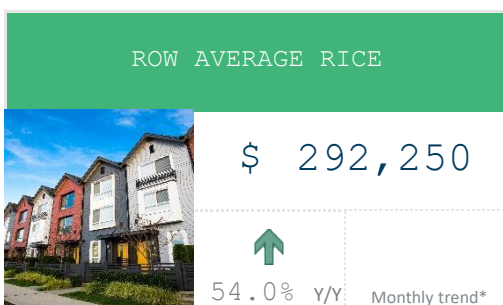 ROW AVERAGE RICE
$ 292,250
54.0% Y/Y
Monthly trend*